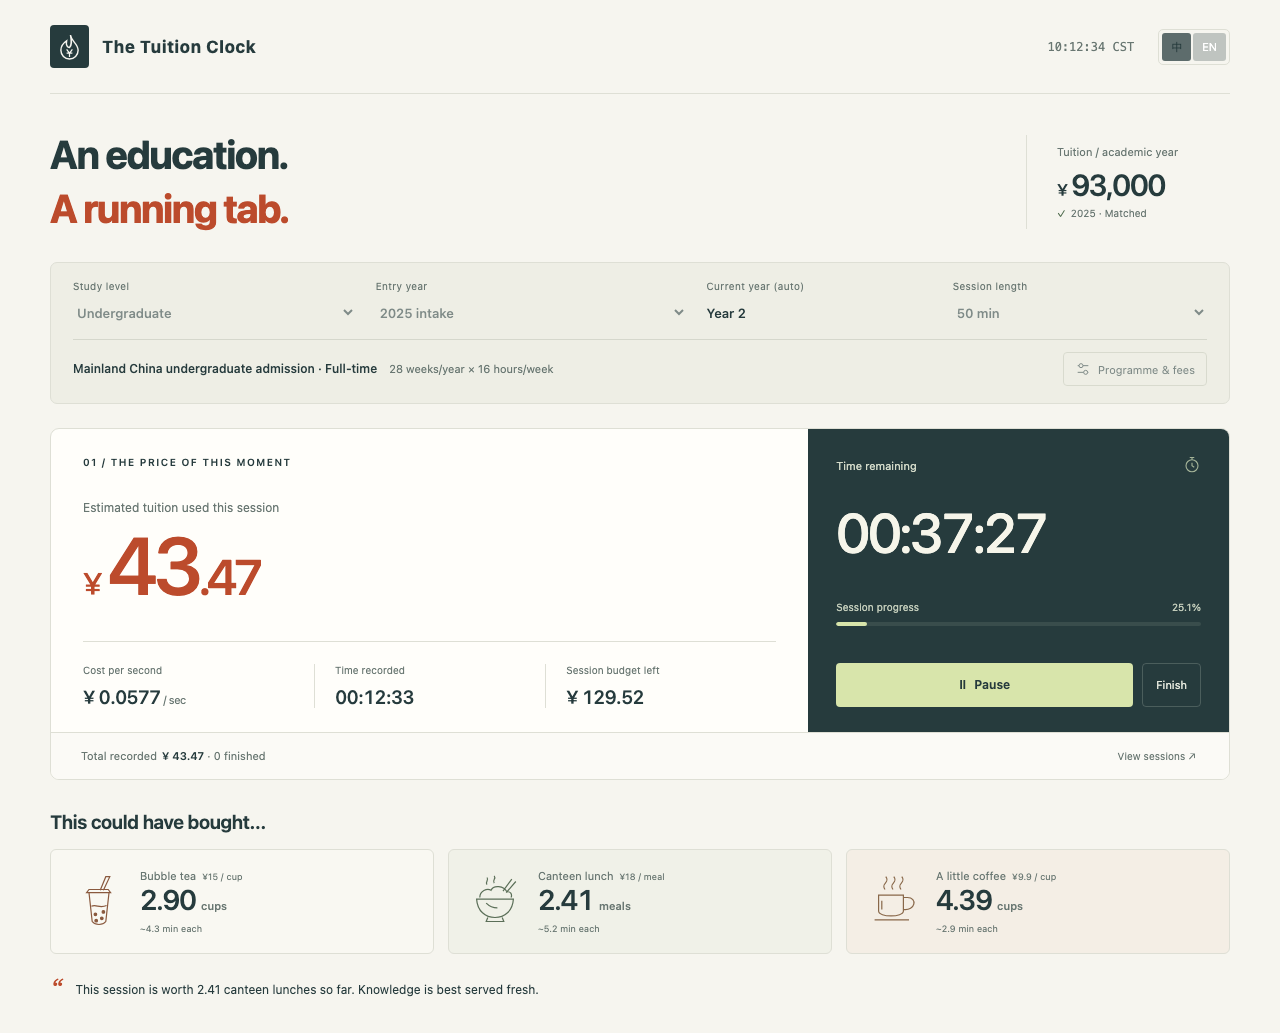 The Tuition Clock
10:12:34 CST
中 EN
An education.
A running tab.
Tuition / academic year
¥ 93,000
✓ 2025 · Matched
Study level
Undergraduate
Entry year
2025 intake
Current year (auto)
Year 2
Session length
50 min
Mainland China undergraduate admission · Full-time 28 weeks/year × 16 hours/week
Programme & fees
01 / THE PRICE OF THIS MOMENT
Estimated tuition used this session
¥ 43.47
Cost per second
¥ 0.0577 / sec
Time recorded
00:12:33
Session budget left
¥ 129.52
Time remaining
00:37:27
Session progress 25.1%
Pause
Finish
Total recorded ¥ 43.47 · 0 finished
View sessions ↗
This could have bought...
Bubble tea ¥15 / cup
2.90 cups
~4.3 min each
Canteen lunch ¥18 / meal
2.41 meals
~5.2 min each
A little coffee ¥9.9 / cup
4.39 cups
~2.9 min each
“ This session is worth 2.41 canteen lunches so far. Knowledge is best served fresh.